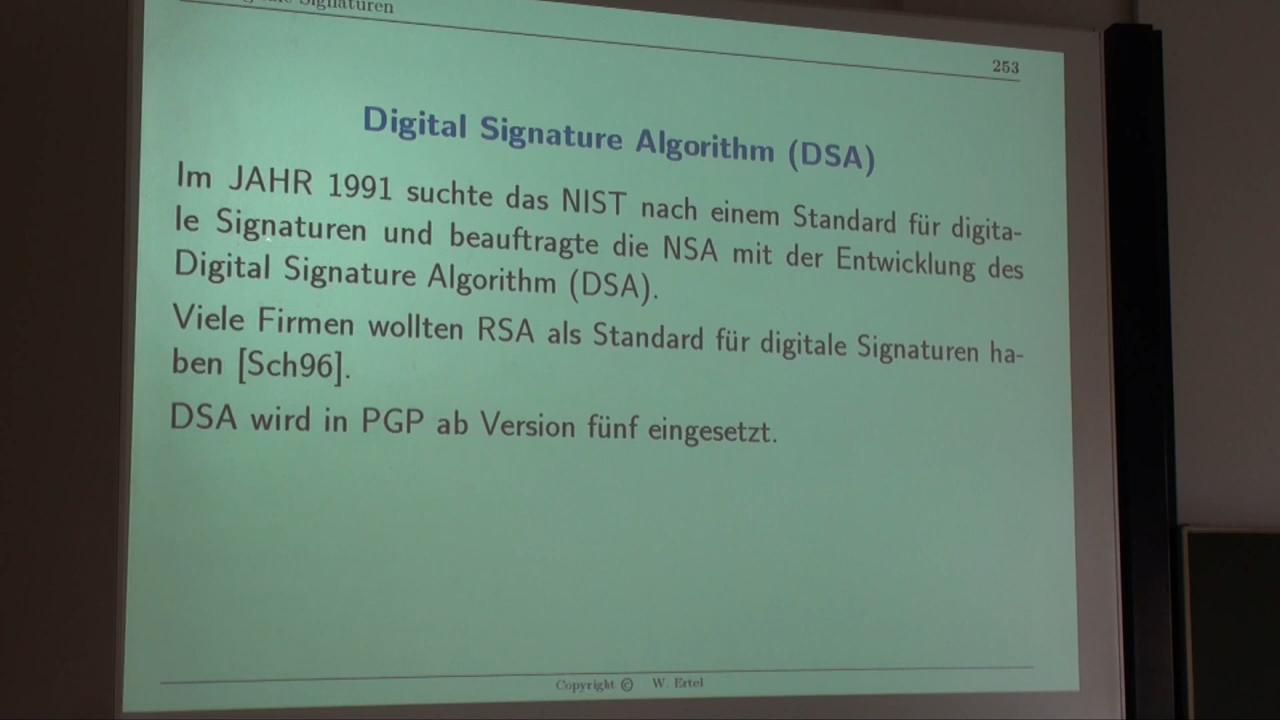 Signaturen
253
Digital Signature Algorithm (DSA)
Im JAHR 1991 suchte das NIST nach einem Standard für digita-
le Signaturen und beauftragte die NSA mit der Entwicklung des
Digital Signature Algorithm (DSA).
Viele Firmen wollten RSA als Standard für digitale Signaturen ha-
ben [Sch96].
DSA wird in PGP ab Version fünf eingesetzt.
Copyright © W. Ertel